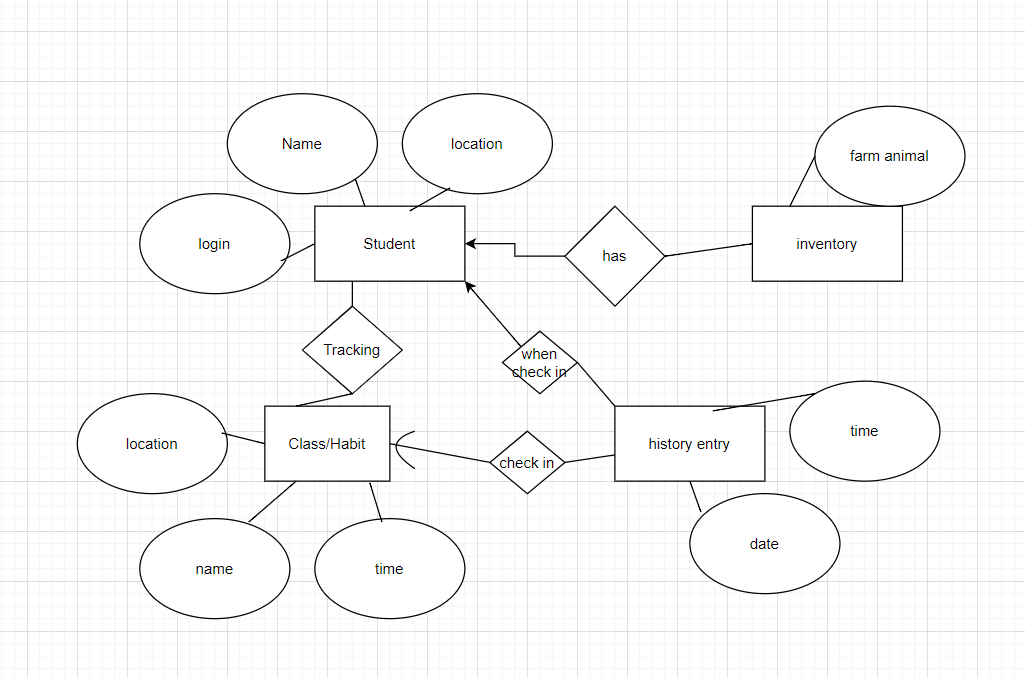 Name
location
farm animal
login
Student
has
inventory
Tracking
when
check in
location
Class/Habit
check in
history entry
time
name
time
date